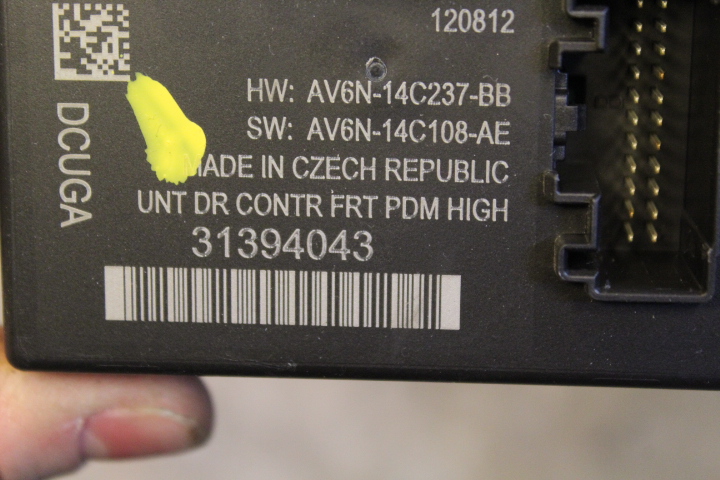 120812
HW: AV6N-14C237-BB
SW: AV6N-14C108-AE
MADE IN CZECH REPUBLIC
UNT DR CONTR FRT PDM HIGH
31394043
DCUGA